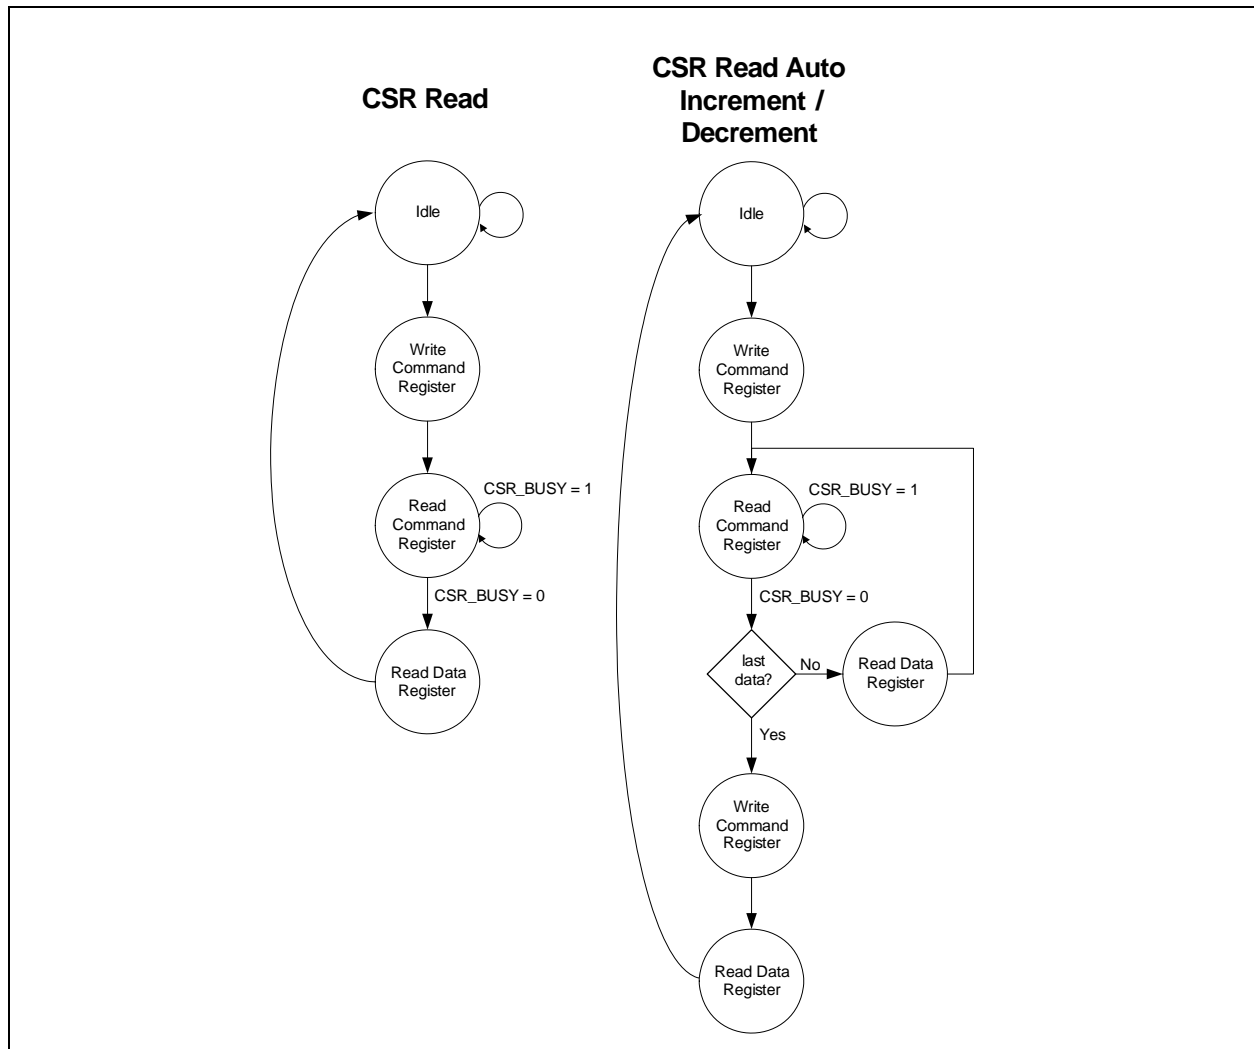 CSR Read
Idle
Write
Command
Register
Read
Command
Register
CSR_BUSY = 1
CSR_BUSY = 0
Read Data
Register
CSR Read Auto
Increment /
Decrement
Idle
Write
Command
Register
Read
Command
Register
CSR_BUSY = 1
CSR_BUSY = 0
last
data?
No
Read Data
Register
Yes
Write
Command
Register
Read Data
Register